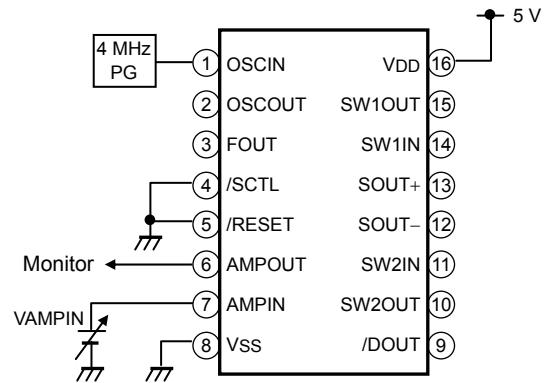 5 V
4 MHz
PG
1 OSCIN VDD 16
2 OSCOUT SW1OUT 15
3 FOUT SW1IN 14
4 /SCTL SOUT+ 13
5 /RESET SOUT− 12
Monitor 6 AMPOUT SW2IN 11
7 AMPIN SW2OUT 10
VAMPIN
8 VSS /DOUT 9